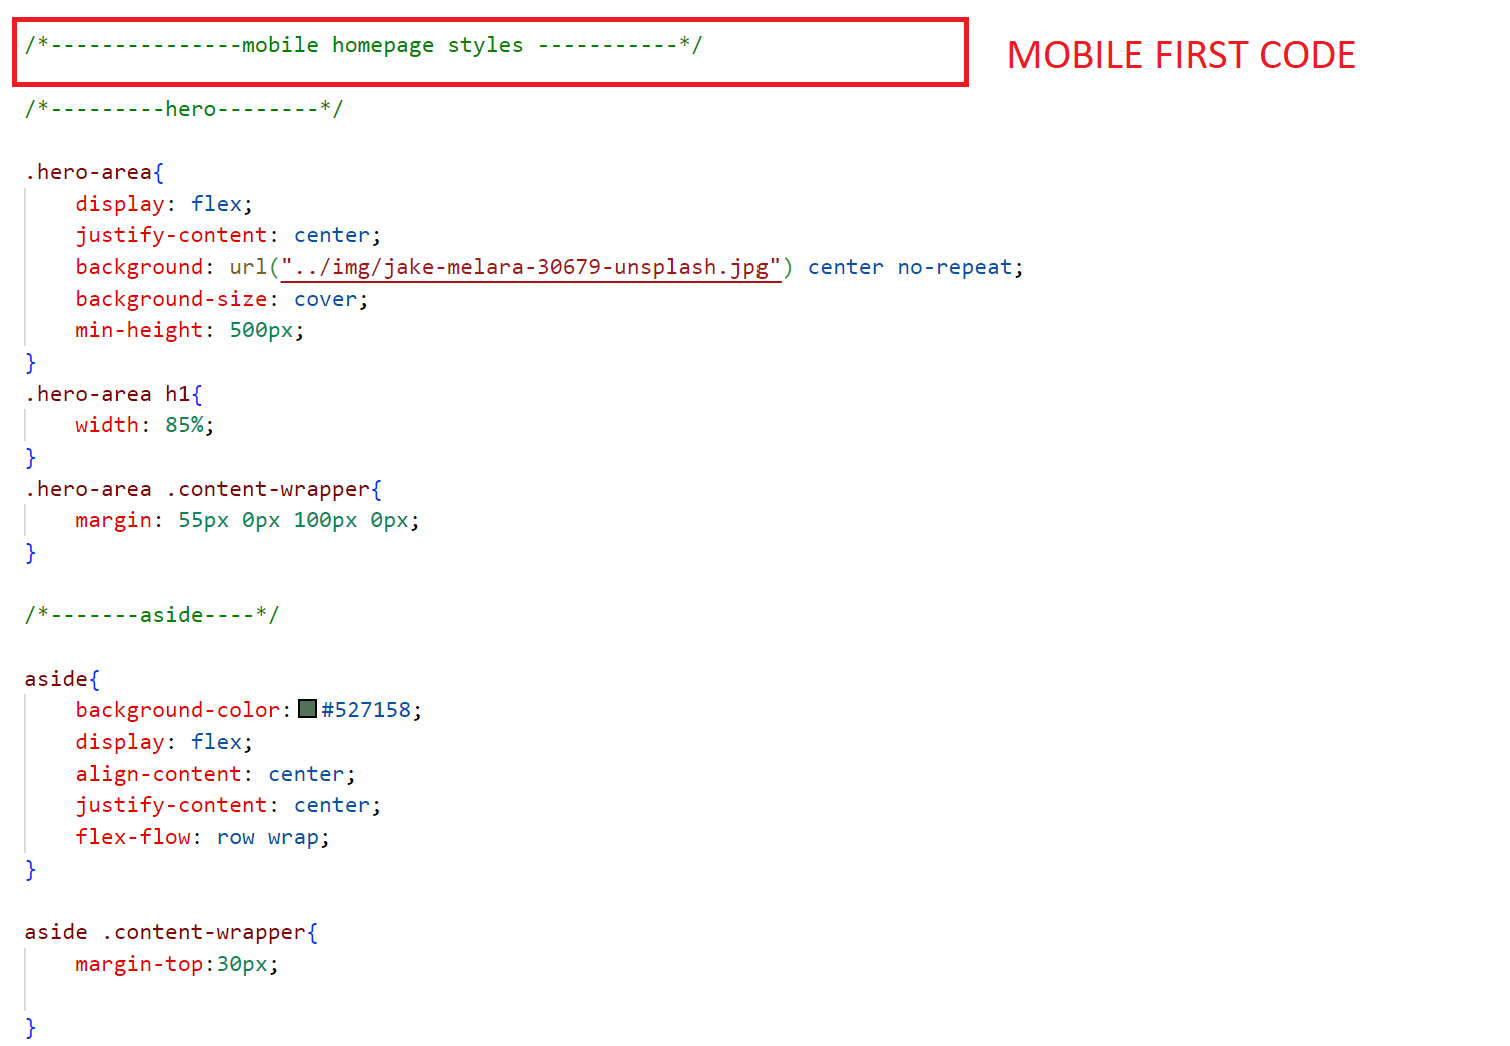 /*---------------mobile homepage styles -----------*/
MOBILE FIRST CODE
/*---------hero--------*/
.hero-area{
display: flex;
justify-content: center;
background: url("../img/jake-melara-30679-unsplash.jpg") center no-repeat;
background-size: cover;
min-height: 500px;
}
.hero-area h1{
width: 85%;
}
.hero-area .content-wrapper{
margin: 55px 0px 100px 0px;
}
/*-------aside----*/
aside{
background-color: #527158;
display: flex;
align-content: center;
justify-content: center;
flex-flow: row wrap;
}
aside .content-wrapper{
margin-top:30px;
}